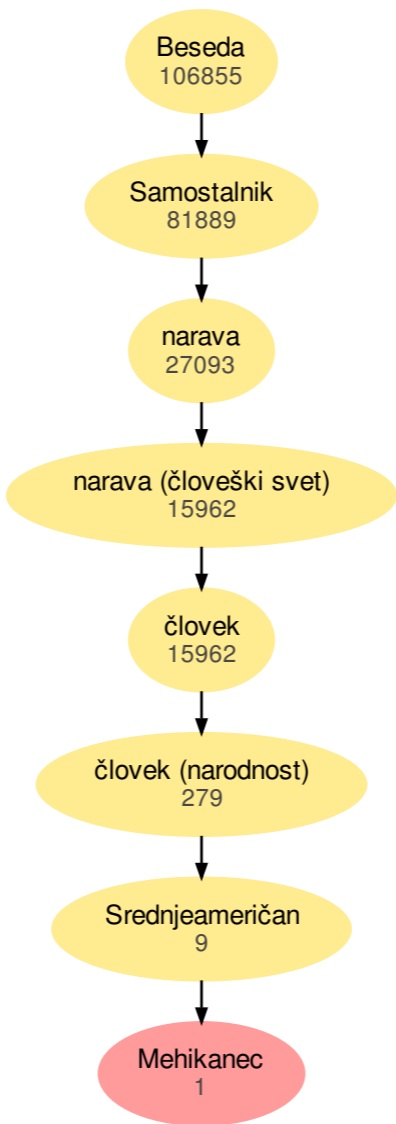 Beseda
106855
Samostalnik
81889
narava
27093
narava (človeški svet)
15962
človek
15962
človek (narodnost)
279
Srednjeameričan
9
Mehikanec
1